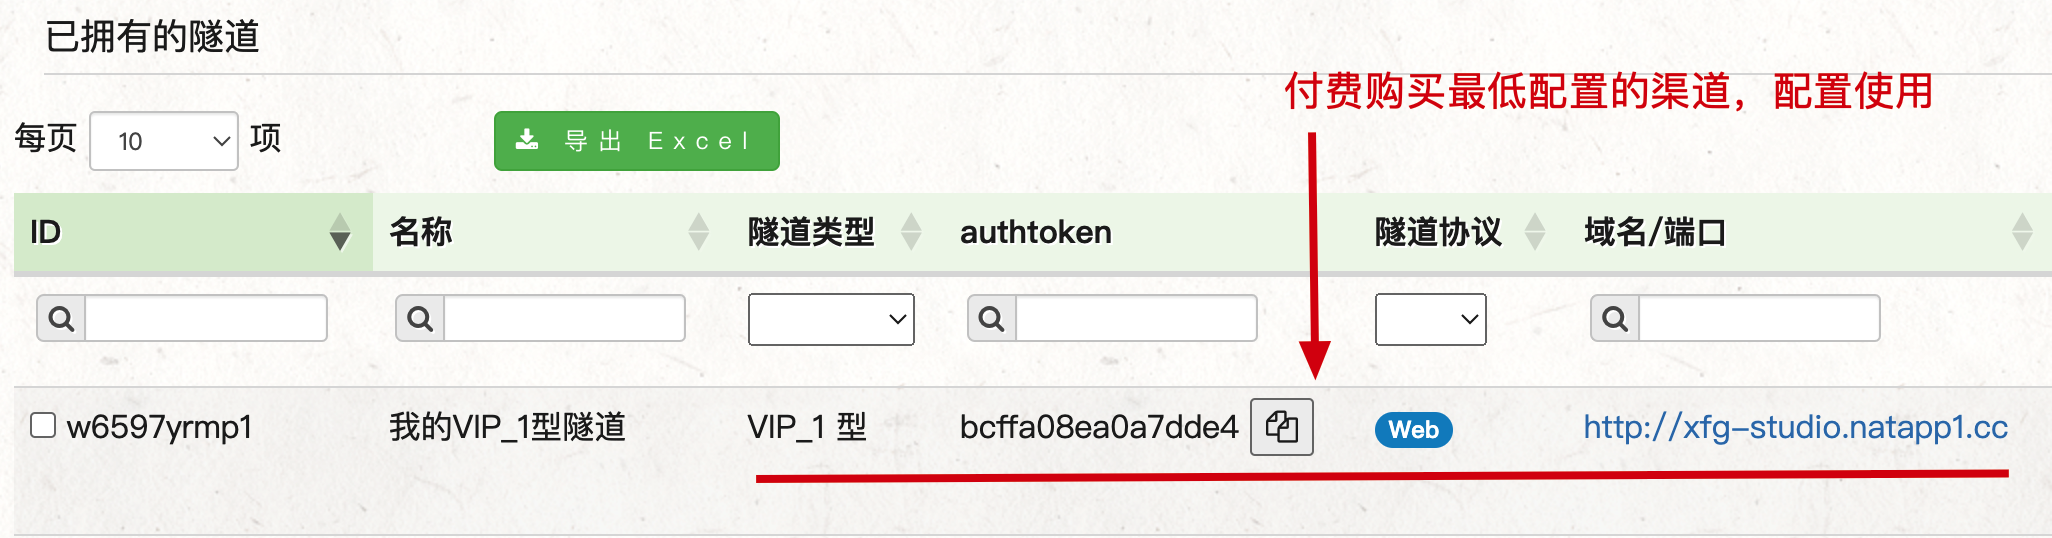 已拥有的隧道
付费购买最低配置的渠道，配置使用
每页 10 项 导出 Excel
ID 名称 隧道类型 authtoken 隧道协议 域名/端口
w6597yrmp1 我的VIP_1型隧道 VIP_1 型 bcffa08ea0a7dde4 Web http://xfg-studio.natapp1.cc